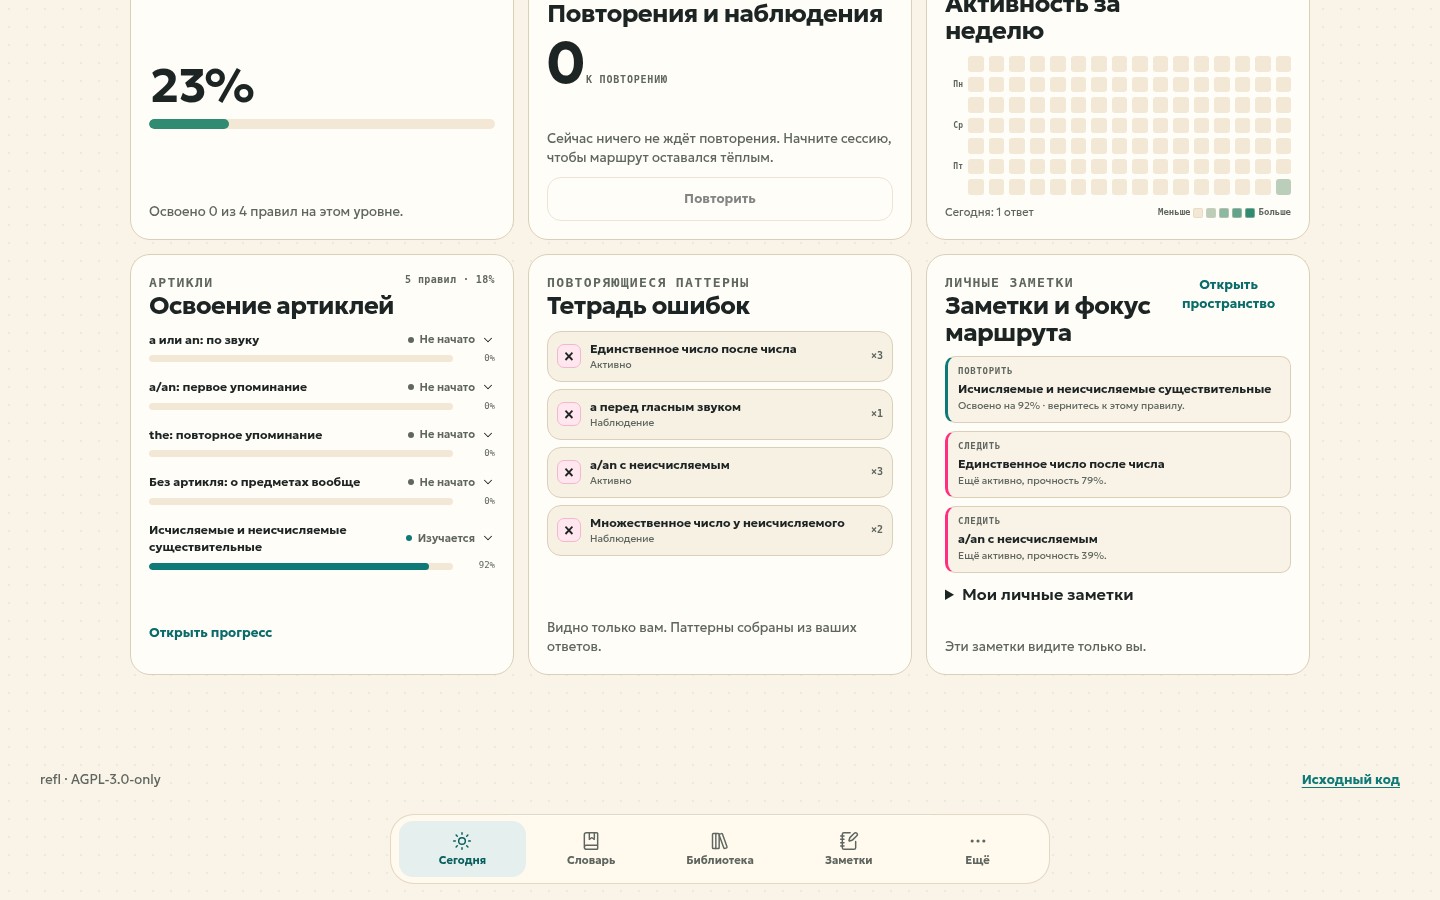 23%
Освоено 0 из 4 правил на этом уровне.
Повторения и наблюдения
0 К ПОВТОРЕНИЮ
Сейчас ничего не ждёт повторения. Начните сессию,
чтобы маршрут оставался тёплым.
Повторить
Активность за
неделю
Пн
Ср
Пт
Сегодня: 1 ответ
Меньше
Больше
АРТИКЛИ
5 правил · 18%
Освоение артиклей
a или an: по звуку
Не начато
0%
a/an: первое упоминание
Не начато
0%
the: повторное упоминание
Не начато
0%
Без артикля: о предметах вообще
Не начато
0%
Исчисляемые и неисчисляемые
существительные
Изучается
92%
Открыть прогресс
ПОВТОРЯЮЩИЕСЯ ПАТТЕРНЫ
Тетрадь ошибок
Единственное число после числа
Активно
×3
a перед гласным звуком
Наблюдение
×1
a/an с неисчисляемым
Активно
×3
Множественное число у неисчисляемого
Наблюдение
×2
Видно только вам. Паттерны собраны из ваших
ответов.
ЛИЧНЫЕ ЗАМЕТКИ
Заметки и фокус
маршрута
Открыть
пространство
ПОВТОРИТЬ
Исчисляемые и неисчисляемые существительные
Освоено на 92% · вернитесь к этому правилу.
СЛЕДИТЬ
Единственное число после числа
Ещё активно, прочность 79%.
СЛЕДИТЬ
a/an с неисчисляемым
Ещё активно, прочность 39%.
Мои личные заметки
Эти заметки видите только вы.
refl · AGPL-3.0-only
Исходный код
Сегодня
Словарь
Библиотека
Заметки
Ещё